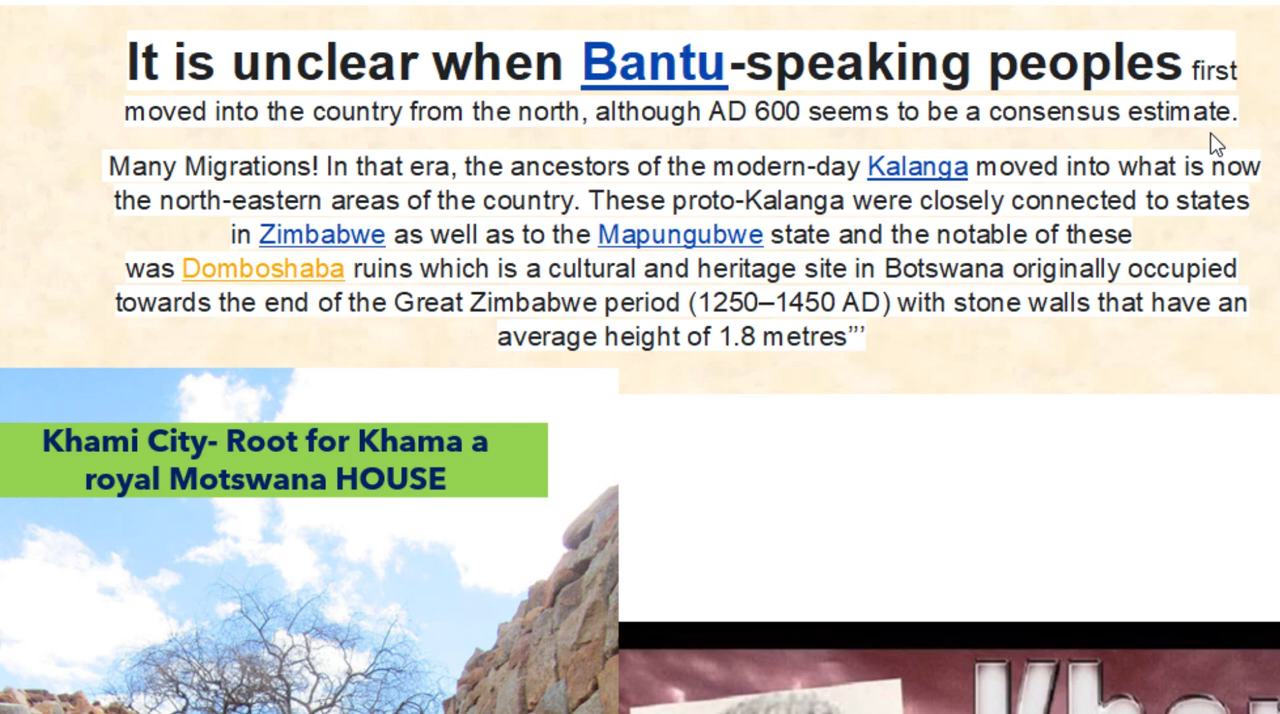 It is unclear when Bantu-speaking peoples first
moved into the country from the north, although AD 600 seems to be a consensus estimate.
Many Migrations! In that era, the ancestors of the modern-day Kalanga moved into what is now
the north-eastern areas of the country. These proto-Kalanga were closely connected to states
in Zimbabwe as well as to the Mapungubwe state and the notable of these
was Domboshaba ruins which is a cultural and heritage site in Botswana originally occupied
towards the end of the Great Zimbabwe period (1250–1450 AD) with stone walls that have an
average height of 1.8 metres”’
Khami City- Root for Khama a
royal Motswana HOUSE